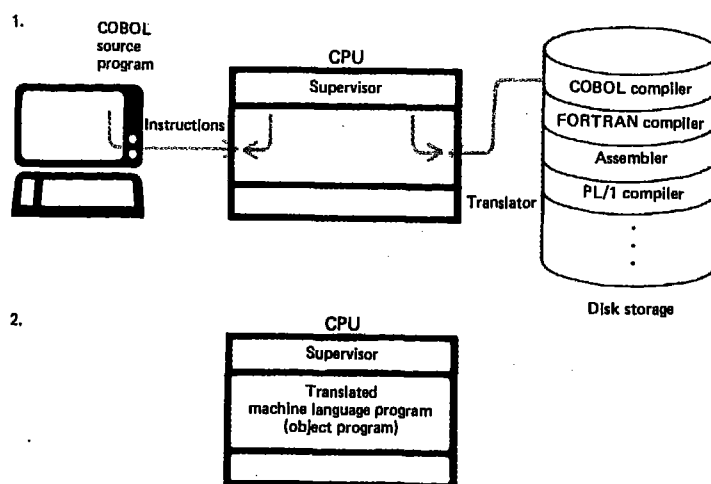 1.
COBOL
source
program
CPU
Supervisor
Instructions
Translator
COBOL compiler
FORTRAN compiler
Assembler
PL/1 compiler
Disk storage
2.
CPU
Supervisor
Translated
machine language program
(object program)